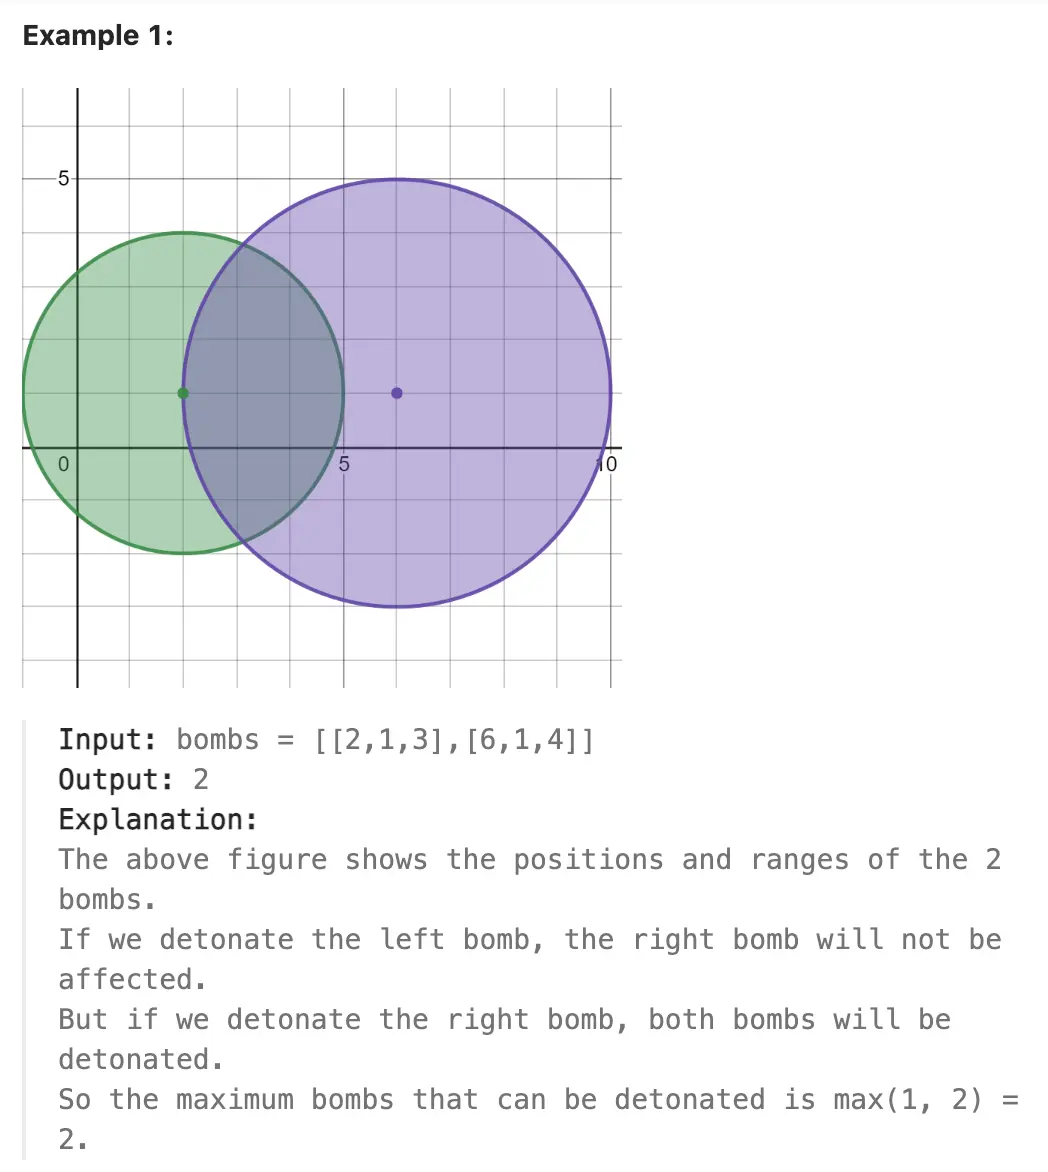 Example 1:
5
0
5
10
Input: bombs = [[2,1,3],[6,1,4]]
Output: 2
Explanation:
The above figure shows the positions and ranges of the 2
bombs.
If we detonate the left bomb, the right bomb will not be
affected.
But if we detonate the right bomb, both bombs will be
detonated.
So the maximum bombs that can be detonated is max(1, 2) =
2.